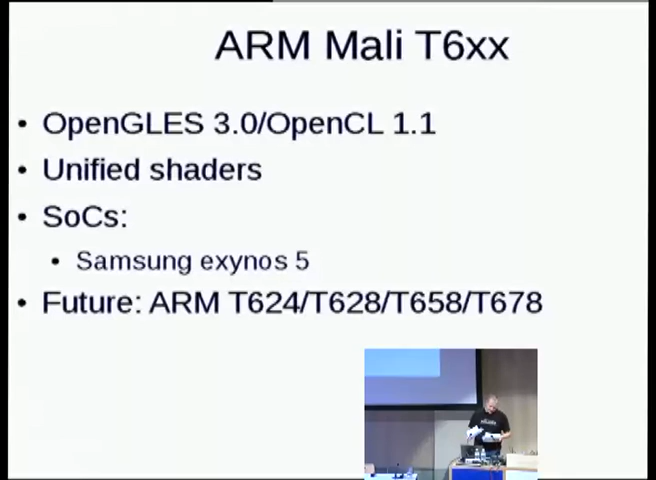 ARM Mali T6xx
• OpenGLES 3.0/OpenCL 1.1
• Unified shaders
• SoCs:
• Samsung exynos 5
• Future: ARM T624/T628/T658/T678